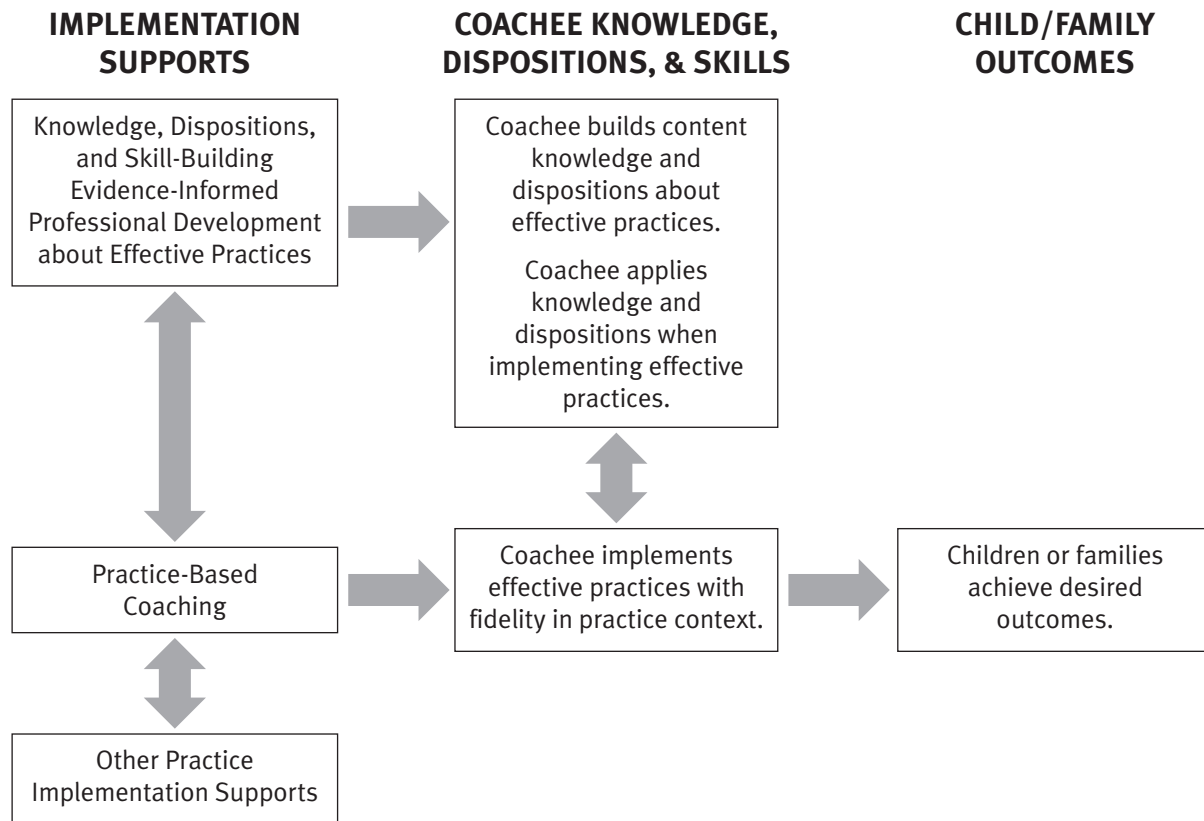 IMPLEMENTATION
SUPPORTS
COACHEE KNOWLEDGE,
DISPOSITIONS, & SKILLS
CHILD/FAMILY
OUTCOMES
Knowledge, Dispositions,
and Skill-Building
Evidence-Informed
Professional Development
about Effective Practices
Coachee builds content
knowledge and
dispositions about
effective practices.
Coachee applies
knowledge and
dispositions when
implementing effective
practices.
Practice-Based
Coaching
Coachee implements
effective practices with
fidelity in practice context.
Children or families
achieve desired
outcomes.
Other Practice
Implementation Supports